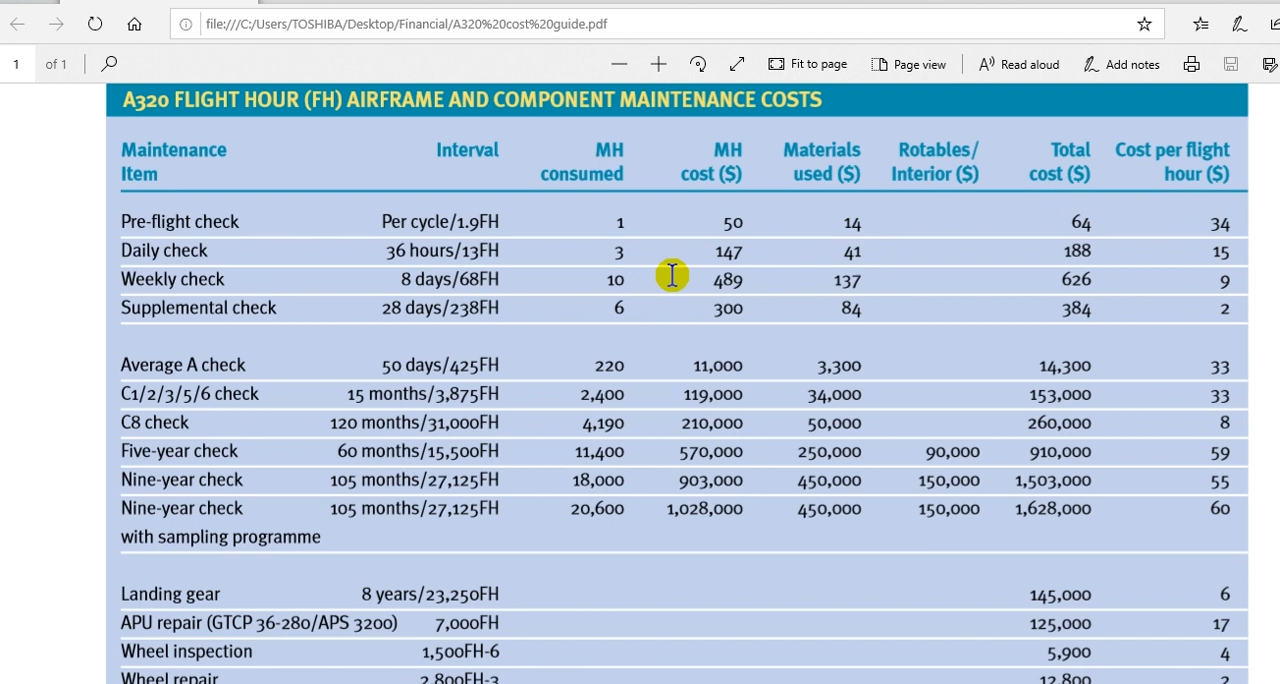 file:///C:/Users/TOSHIBA/Desktop/Financial/A320%20cost%20guide.pdf
1 of 1 Fit to page Page view Read aloud Add notes
A320 FLIGHT HOUR (FH) AIRFRAME AND COMPONENT MAINTENANCE COSTS
Maintenance Interval MH MH Materials Rotables/ Total Cost per flight
Item consumed cost ($) used ($) Interior ($) cost ($) hour ($)
Pre-flight check Per cycle/1.9FH 1 50 14 64 34
Daily check 36 hours/13FH 3 147 41 188 15
Weekly check 8 days/68FH 10 489 137 626 9
Supplemental check 28 days/238FH 6 300 84 384 2
Average A check 50 days/425FH 220 11,000 3,300 14,300 33
C1/2/3/5/6 check 15 months/3,875FH 2,400 119,000 34,000 153,000 33
C8 check 120 months/31,000FH 4,190 210,000 50,000 260,000 8
Five-year check 60 months/15,500FH 11,400 570,000 250,000 90,000 910,000 59
Nine-year check 105 months/27,125FH 18,000 903,000 450,000 150,000 1,503,000 55
Nine-year check 105 months/27,125FH 20,600 1,028,000 450,000 150,000 1,628,000 60
with sampling programme
Landing gear 8 years/23,250FH 145,000 6
APU repair (GTCP 36-280/APS 3200) 7,000FH 125,000 17
Wheel inspection 1,500FH-6 5,900 4
Wheel repair 2,800FH-3 12,800 2